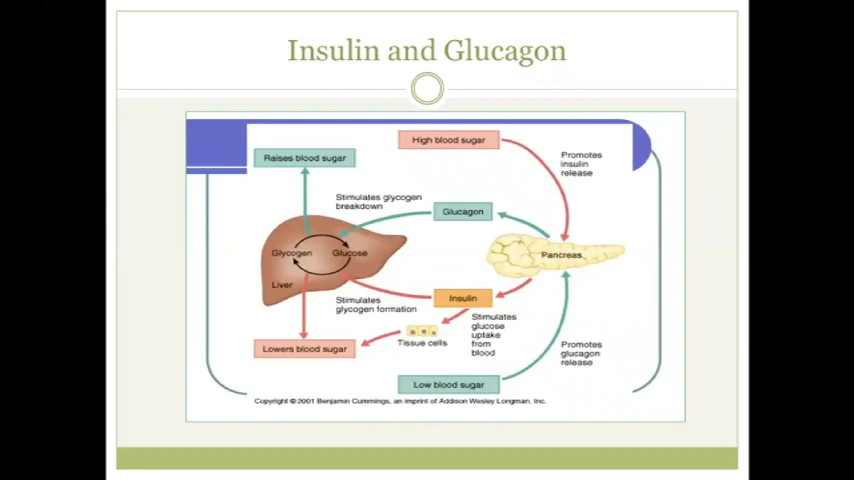 Insulin and Glucagon
High blood sugar
Raises blood sugar
Promotes
insulin
release
Stimulates glycogen
breakdown
Glucagon
Glycogen
Glucose
Pancreas
Liver
Insulin
Stimulates
glycogen formation
Stimulates
glucose
uptake
from
blood
Tissue cells
Lowers blood sugar
Promotes
glucagon
release
Low blood sugar
Copyright © 2001 Benjamin Cummings, an imprint of Addison Wesley Longman, Inc.